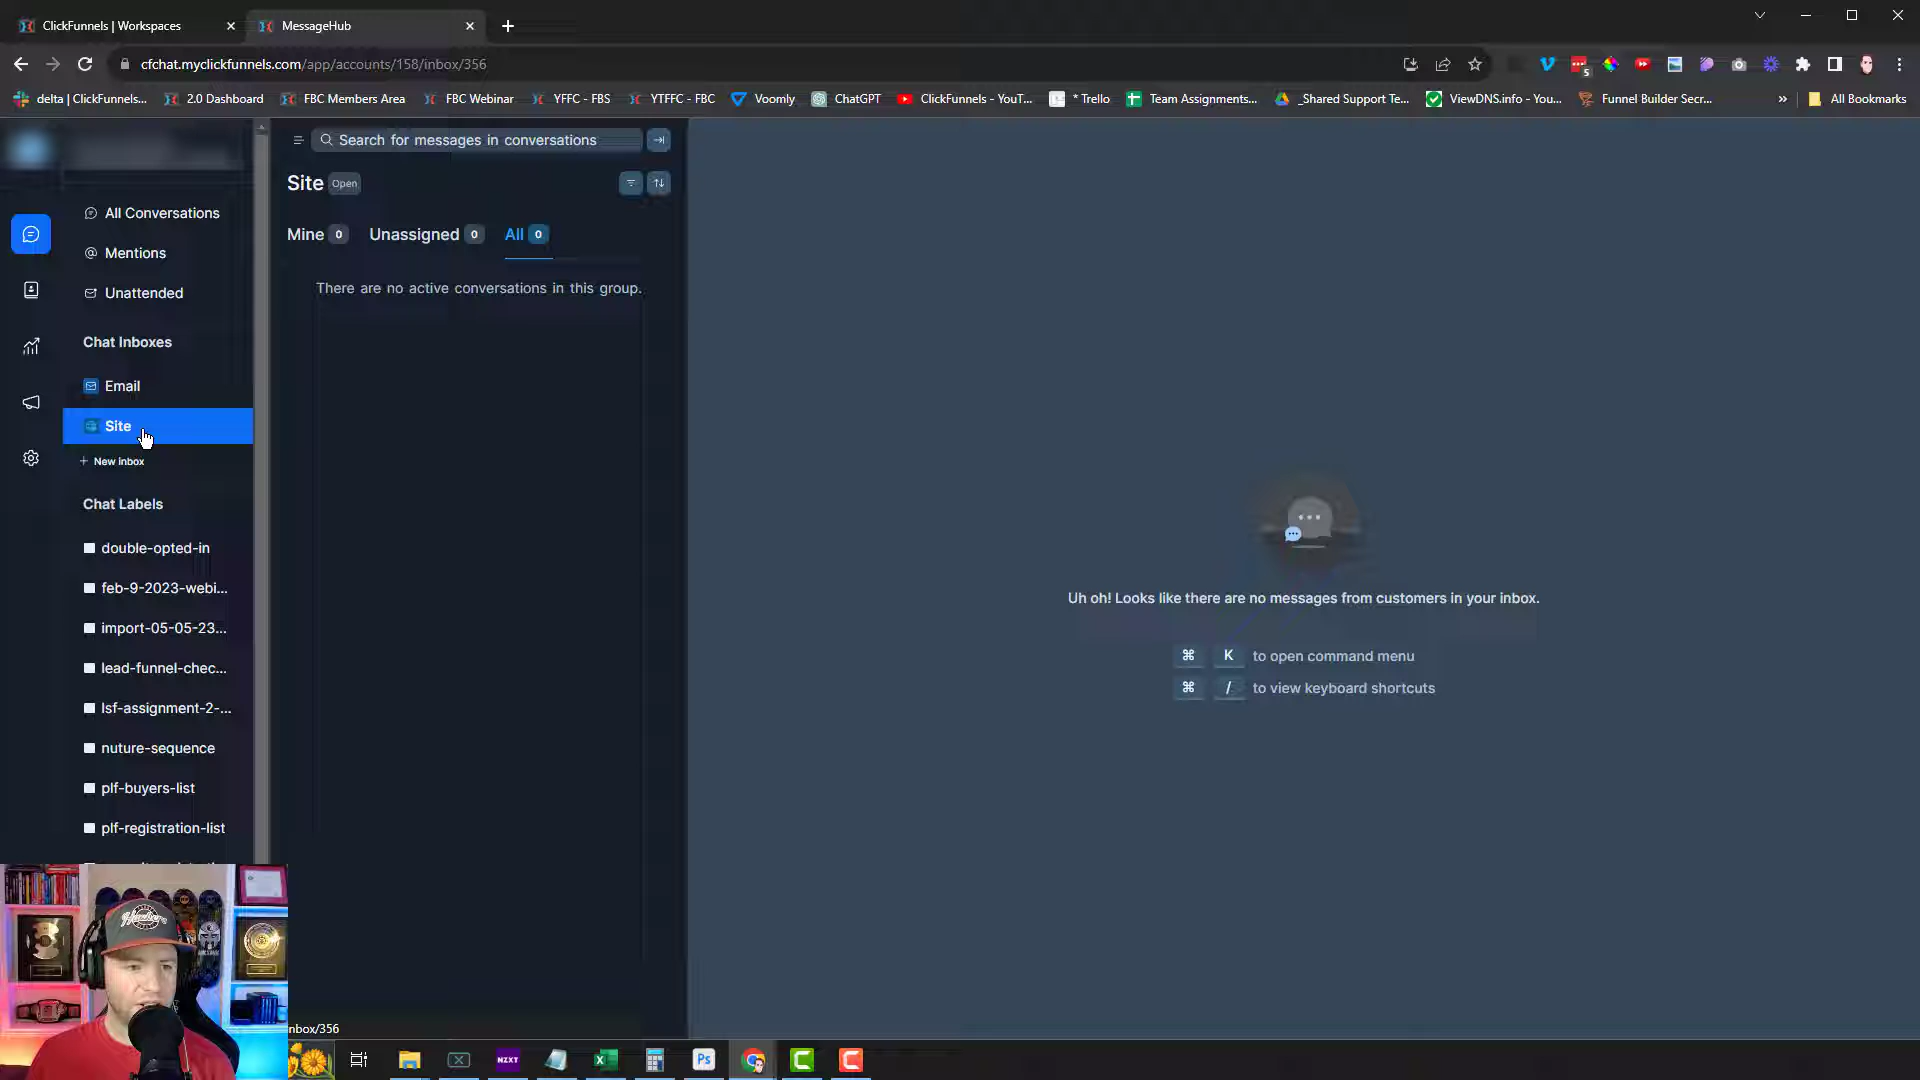 ClickFunnels | Workspaces
MessageHub
cfchat.myclickfunnels.com/app/accounts/158/inbox/356
5
delta | ClickFunnels...
2.0 Dashboard
FBC Members Area
FBC Webinar
YFFC - FBS
YTFFC - FBC
Voomly
ChatGPT
ClickFunnels - YouT...
* Trello
Team Assignments...
_Shared Support Te...
ViewDNS.info - You...
Funnel Builder Secr...
»
All Bookmarks
All Conversations
Mentions
Unattended
Chat Inboxes
Email
Site
+ New inbox
Chat Labels
double-opted-in
feb-9-2023-webi...
import-05-05-23...
lead-funnel-chec...
lsf-assignment-2-...
nuture-sequence
plf-buyers-list
plf-registration-list
Search for messages in conversations
Site Open
Mine 0 Unassigned 0 All 0
There are no active conversations in this group.
Uh oh! Looks like there are no messages from customers in your inbox.
⌘ K to open command menu
⌘ / to view keyboard shortcuts
nbox/356
NZXT
Ps